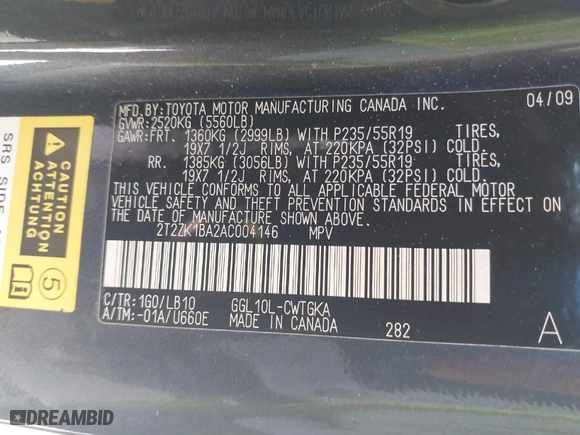 MFD. BY: TOYOTA MOTOR MANUFACTURING CANADA INC. 04/09
GVWR: 2520KG (5560LB)
GAWR: FRT. 1360KG (2999LB) WITH P235/55R19 TIRES,
19X7 1/2J RIMS, AT 220KPA (32PSI) COLD.
RR. 1385KG (3056LB) WITH P235/55R19 TIRES,
19X7 1/2J RIMS, AT 220KPA (32PSI) COLD.
THIS VEHICLE CONFORMS TO ALL APPLICABLE FEDERAL MOTOR
VEHICLE SAFETY AND THEFT PREVENTION STANDARDS IN EFFECT
ON THE DATE OF MANUFACTURE SHOWN ABOVE.
2T2ZK1BA2AC004146 MPV
C/TR: 1G0/LB10 GGL10L-CWTGKA
A/TM: -01A/U660E MADE IN CANADA 282 A
SRS SIDE
CAUTION
ATTENTION
ACHTUNG
5
DREAMBID